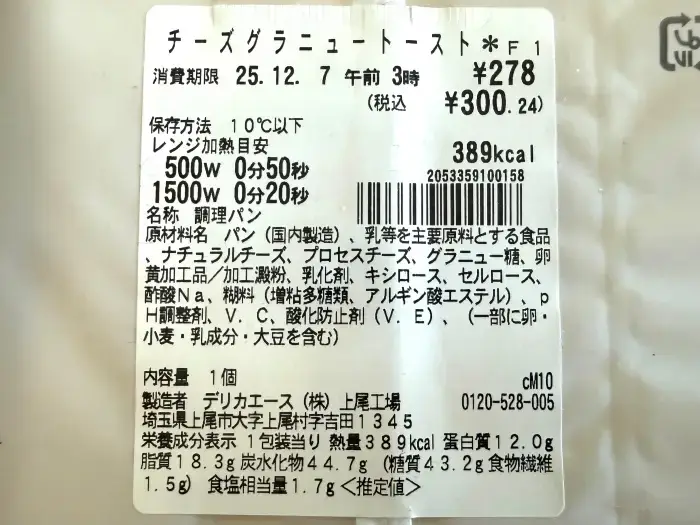 チーズグラニュートースト＊F1
消費期限 25.12. 7 午前 3時 ¥278
(税込 ¥300.24)
保存方法 10℃以下
レンジ加熱目安 389kcal
500W 0分50秒 2053359100158
1500W 0分20秒
名称 調理パン
原材料名 パン（国内製造）、乳等を主要原料とする食品
、ナチュラルチーズ、プロセスチーズ、グラニュー糖、卵
黄加工品／加工澱粉、乳化剤、キシロース、セルロース、
酢酸Ｎａ、糊料（増粘多糖類、アルギン酸エステル）、ｐ
Ｈ調整剤、Ｖ．Ｃ、酸化防止剤（Ｖ．Ｅ）、（一部に卵・
小麦・乳成分・大豆を含む）
内容量 1個 cM10
製造者 デリカエース（株）上尾工場 0120-528-005
埼玉県上尾市大字上尾村字吉田１３４５
栄養成分表示 1包装当り 熱量389kcal 蛋白質12.0g
脂質18.3g 炭水化物44.7g （糖質43.2g 食物繊維
1.5g） 食塩相当量1.7g＜推定値＞